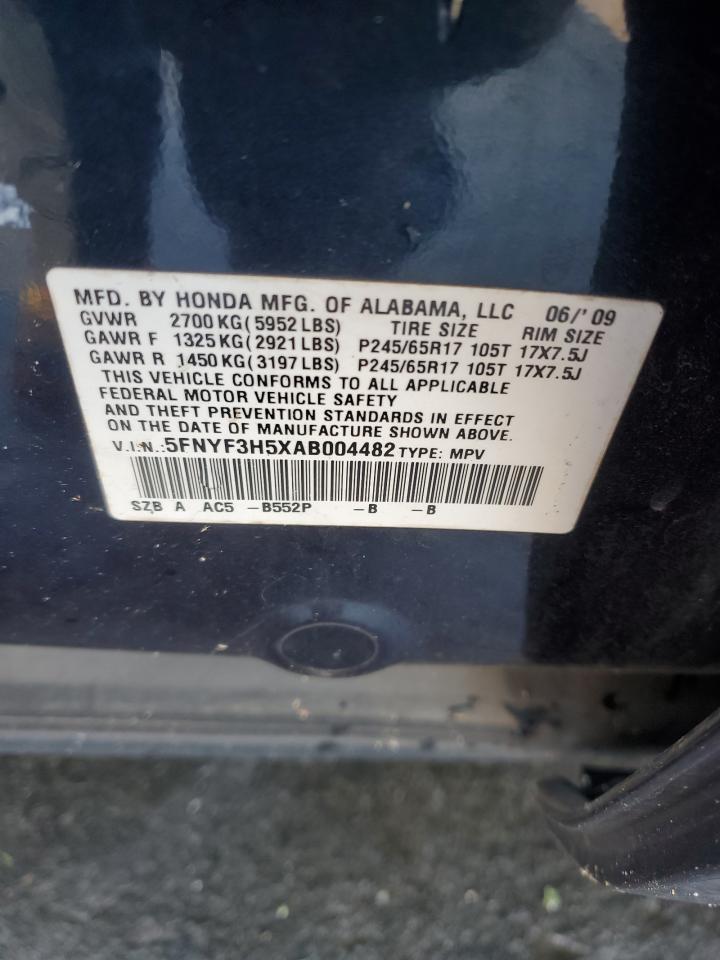 MFD. BY HONDA MFG. OF ALABAMA, LLC 06/'09
GVWR 2700 KG (5952 LBS) TIRE SIZE RIM SIZE
GAWR F 1325 KG (2921 LBS) P245/65R17 105T 17X7.5J
GAWR R 1450 KG (3197 LBS) P245/65R17 105T 17X7.5J
THIS VEHICLE CONFORMS TO ALL APPLICABLE
FEDERAL MOTOR VEHICLE SAFETY
AND THEFT PREVENTION STANDARDS IN EFFECT
ON THE DATE OF MANUFACTURE SHOWN ABOVE.
V.I.N.:5FNYF3H5XAB004482 TYPE: MPV
SZB A AC5 -B552P -B -B